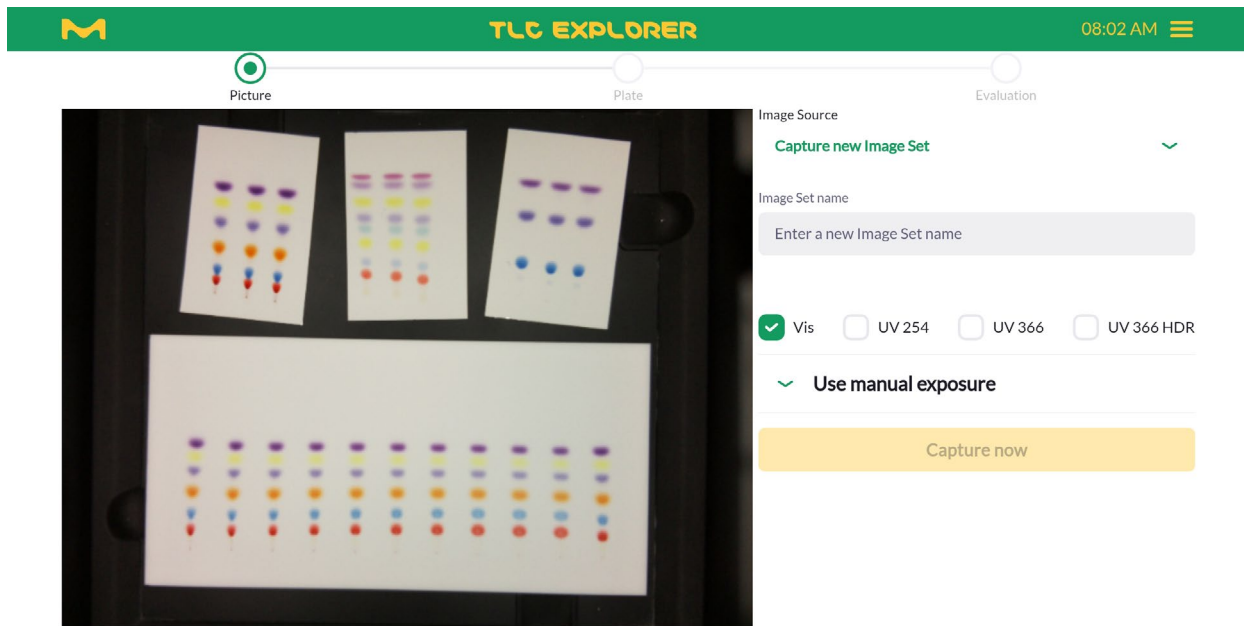 TLC EXPLORER
08:02 AM
Picture
Plate
Evaluation
Image Source
Capture new Image Set
Image Set name
Enter a new Image Set name
Vis UV 254 UV 366 UV 366 HDR
Use manual exposure
Capture now